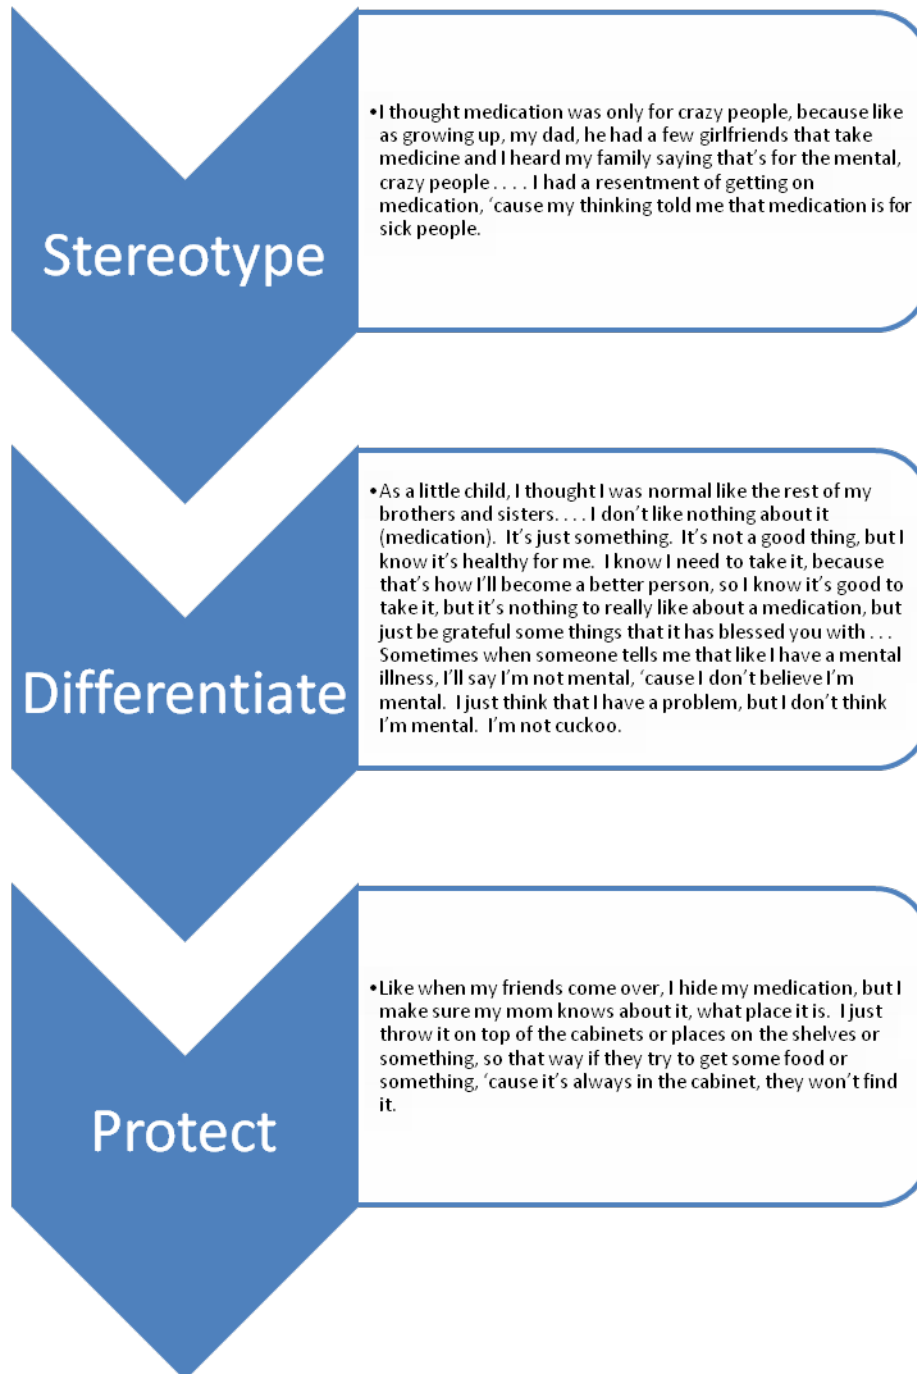 Stereotype
•I thought medication was only for crazy people, because like
as growing up, my dad, he had a few girlfriends that take
medicine and I heard my family saying that’s for the mental,
crazy people . . . . I had a resentment of getting on
medication, ‘cause my thinking told me that medication is for
sick people.
Differentiate
•As a little child, I thought I was normal like the rest of my
brothers and sisters. . . . I don’t like nothing about it
(medication). It’s just something. It’s not a good thing, but I
know it’s healthy for me. I know I need to take it, because
that’s how I’ll become a better person, so I know it’s good to
take it, but it’s nothing to really like about a medication, but
just be grateful some things that it has blessed you with . . .
Sometimes when someone tells me that like I have a mental
illness, I’ll say I’m not mental, ‘cause I don’t believe I’m
mental. I just think that I have a problem, but I don’t think
I’m mental. I’m not cuckoo.
Protect
•Like when my friends come over, I hide my medication, but I
make sure my mom knows about it, what place it is. I just
throw it on top of the cabinets or places on the shelves or
something, so that way if they try to get some food or
something, ‘cause it’s always in the cabinet, they won’t find
it.